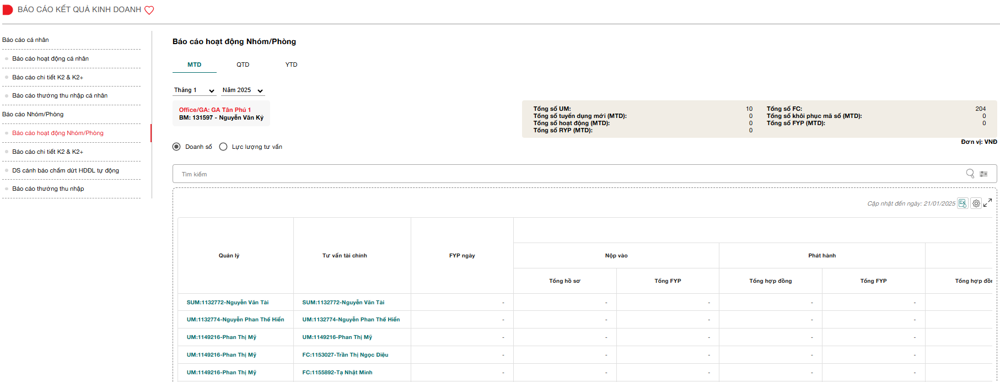 BÁO CÁO KẾT QUẢ KINH DOANH
Báo cáo cá nhân
Báo cáo hoạt động cá nhân
Báo cáo chi tiết K2 & K2+
Báo cáo thưởng thu nhập cá nhân
Báo cáo Nhóm/Phòng
Báo cáo hoạt động Nhóm/Phòng
Báo cáo chi tiết K2 & K2+
DS cảnh báo chấm dứt HĐĐL tự động
Báo cáo thưởng thu nhập
Báo cáo hoạt động Nhóm/Phòng
MTD QTD YTD
Tháng 1 Năm 2025
Office/GA: GA Tân Phú 1
BM: 131597 - Nguyễn Văn Kỷ
Tổng số UM: 10 Tổng số FC: 204
Tổng số tuyển dụng mới (MTD): 0 Tổng số khôi phục mã số (MTD): 0
Tổng số hoạt động (MTD): 0 Tổng số FYP (MTD): 0
Tổng số RYP (MTD): 0
Đơn vị: VNĐ
Doanh số Lực lượng tư vấn
Tìm kiếm
Cập nhật đến ngày: 21/01/2025
Quản lý Tư vấn tài chính FYP ngày Nộp vào Phát hành
Tổng hồ sơ Tổng FYP Tổng hợp đồng Tổng FYP Tổng hợp đồn
SUM:1132772-Nguyễn Văn Tài SUM:1132772-Nguyễn Văn Tài - - - - -
UM:1132774-Nguyễn Phan Thế Hiển UM:1132774-Nguyễn Phan Thế Hiển - - - - -
UM:1149216-Phan Thị Mỹ UM:1149216-Phan Thị Mỹ - - - - -
UM:1149216-Phan Thị Mỹ FC:1153027-Trần Thị Ngọc Diệu - - - - -
UM:1149216-Phan Thị Mỹ FC:1155892-Tạ Nhật Minh - - - - -